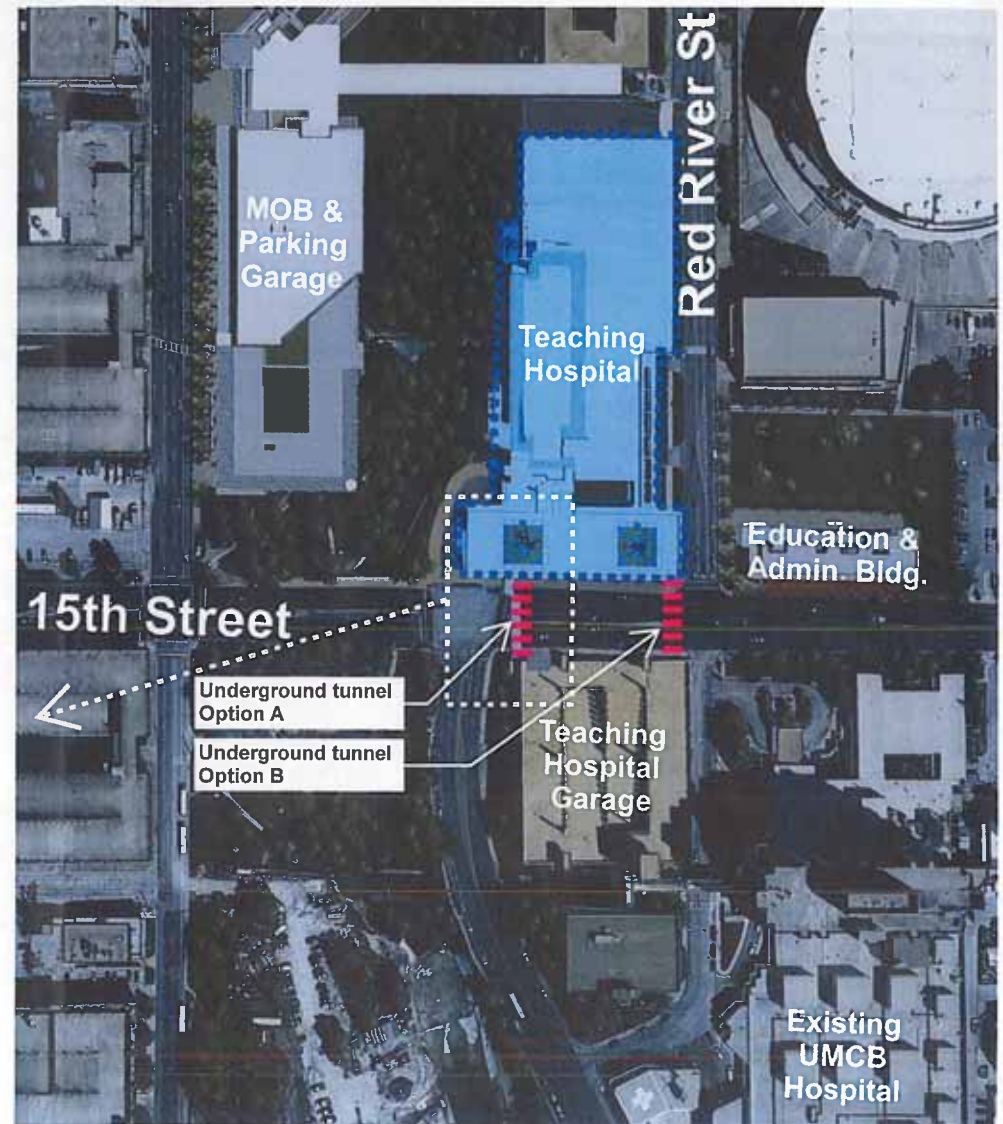 Red River St
MOB &
Parking
Garage
Teaching
Hospital
Education &
Admin. Bldg.
15th Street
Underground tunnel
Option A
Underground tunnel
Option B
Teaching
Hospital
Garage
Existing
UMCB
Hospital